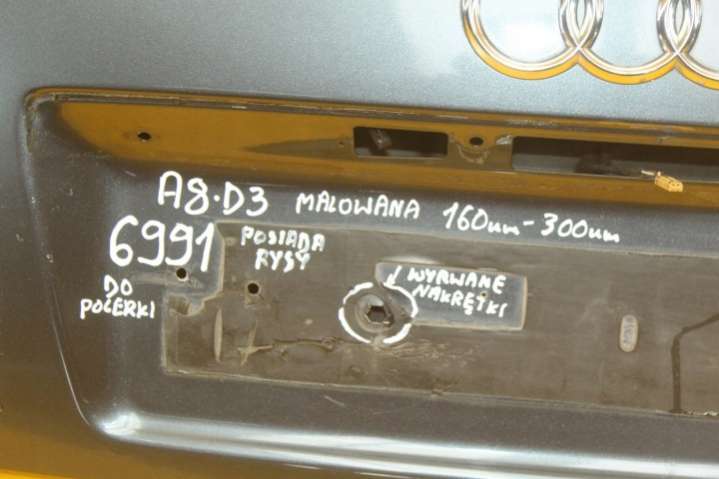 A8·D3 MALOWANA 160um-300um
6991
POSIADA
RYSY
DO
POLERKI
WYRWANE
NAKRĘTKI